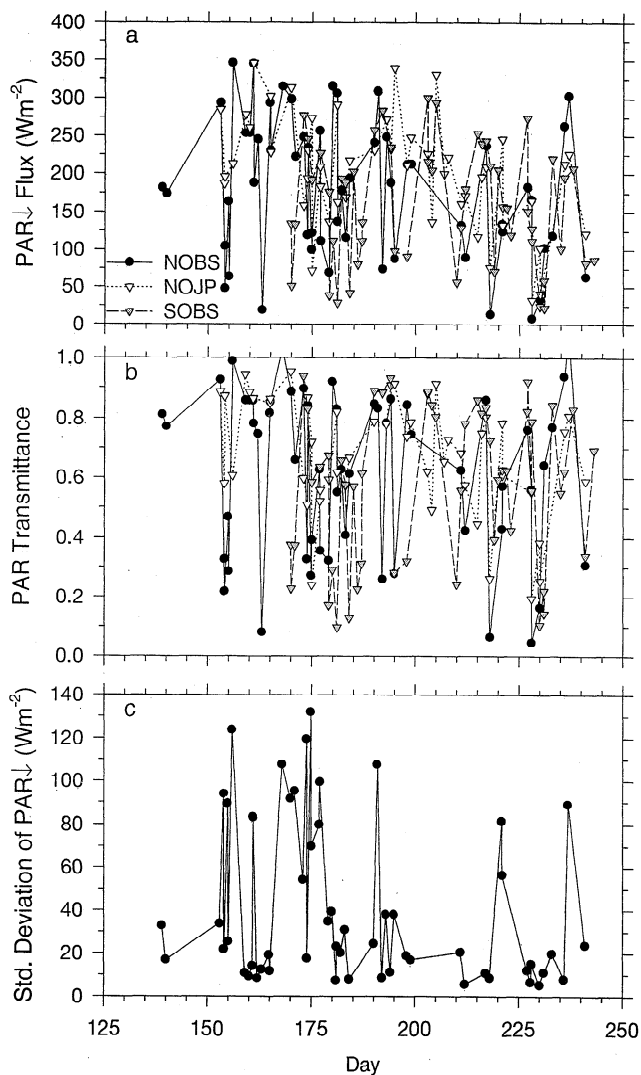 a
400
350
300
250
200
150
100
50
0
PAR↓ Flux (Wm-2)
NOBS
NOJP
SOBS
b
1.0
0.8
0.6
0.4
0.2
0.0
PAR Transmittance
c
140
120
100
80
60
40
20
0
Std. Deviation of PAR↓ (Wm-2)
125 150 175 200 225 250
Day